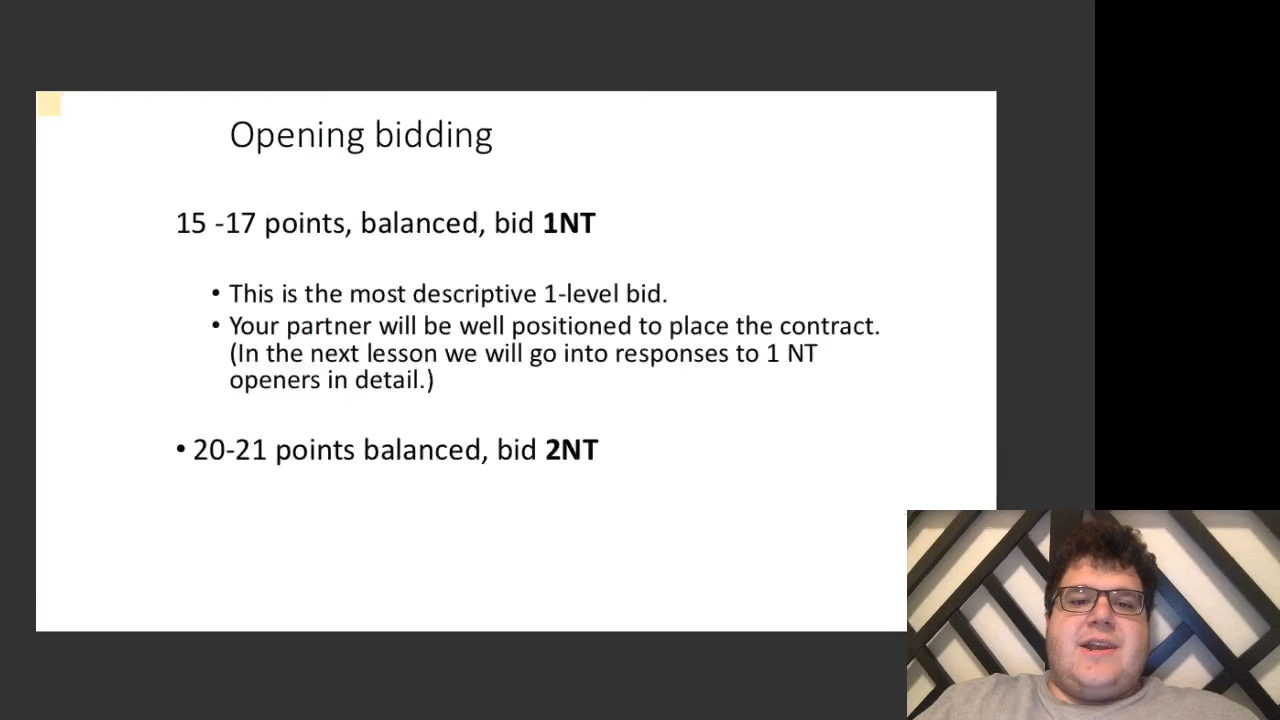 Opening bidding
15 -17 points, balanced, bid 1NT
• This is the most descriptive 1-level bid.
• Your partner will be well positioned to place the contract.
(In the next lesson we will go into responses to 1 NT
openers in detail.)
• 20-21 points balanced, bid 2NT